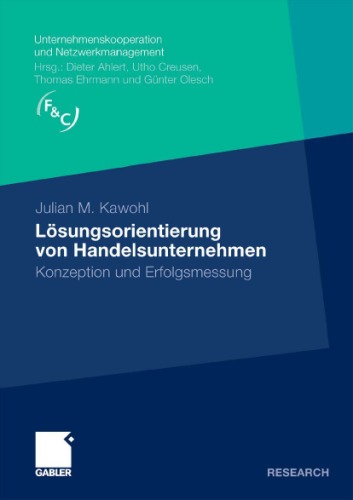 Unternehmenskooperation
und Netzwerkmanagement
Hrsg.: Dieter Ahlert, Utho Creusen,
Thomas Ehrmann und Günter Olesch
F&C
Julian M. Kawohl
Lösungsorientierung
von Handelsunternehmen
Konzeption und Erfolgsmessung
GABLER
RESEARCH